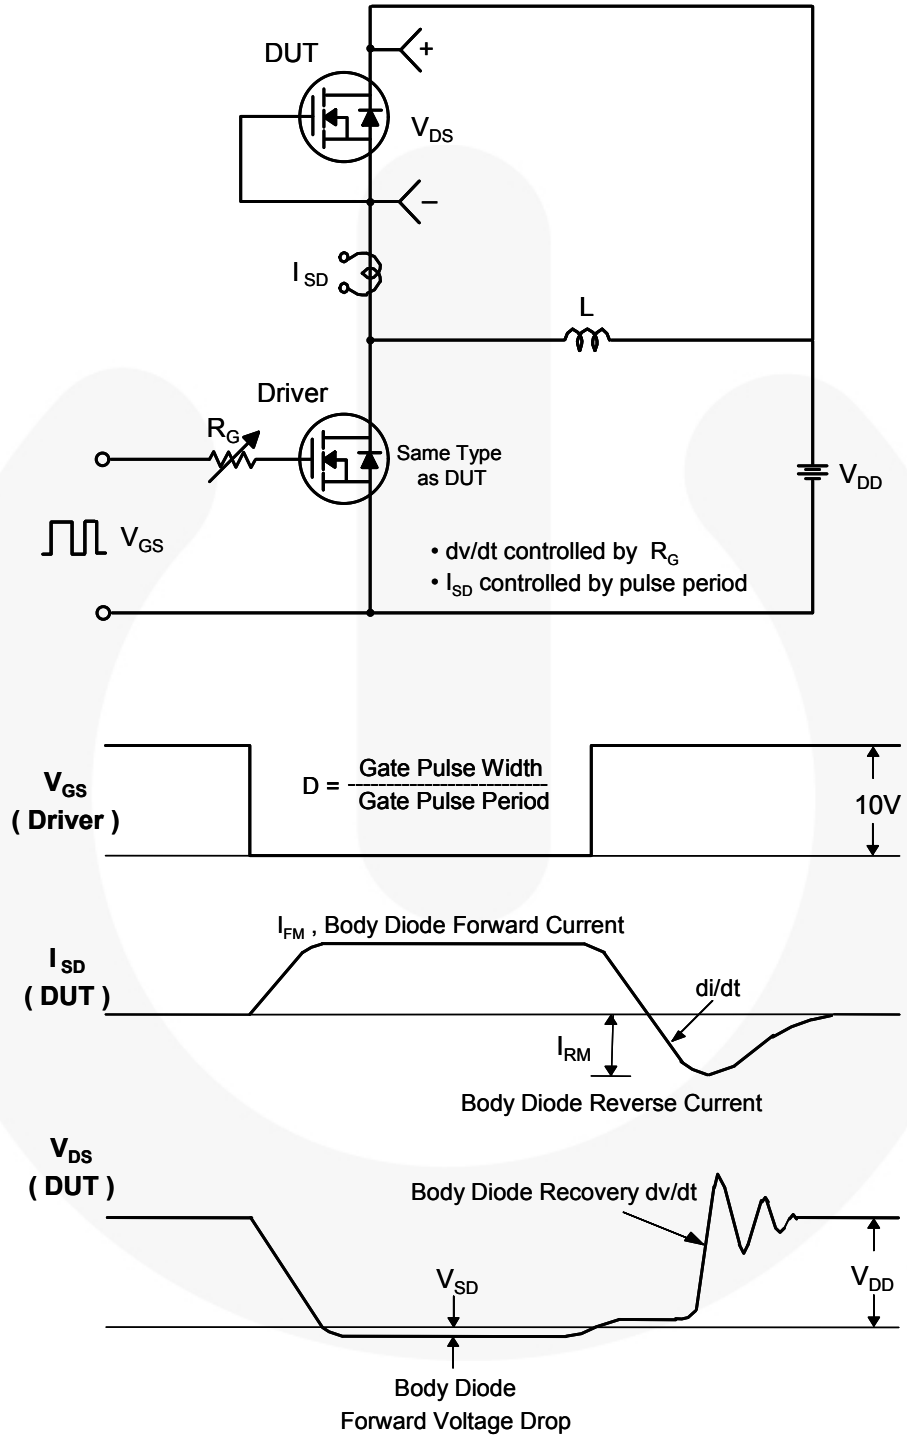 DUT
+
V_DS
−
I_SD
L
Driver
R_G
Same Type
as DUT
V_DD
V_GS
• dv/dt controlled by R_G
• I_SD controlled by pulse period
V_GS
( Driver )
D = Gate Pulse Width
--------------------------
Gate Pulse Period
10V
I_FM , Body Diode Forward Current
I_SD
( DUT )
di/dt
I_RM
Body Diode Reverse Current
V_DS
( DUT )
Body Diode Recovery dv/dt
V_SD
V_DD
Body Diode
Forward Voltage Drop